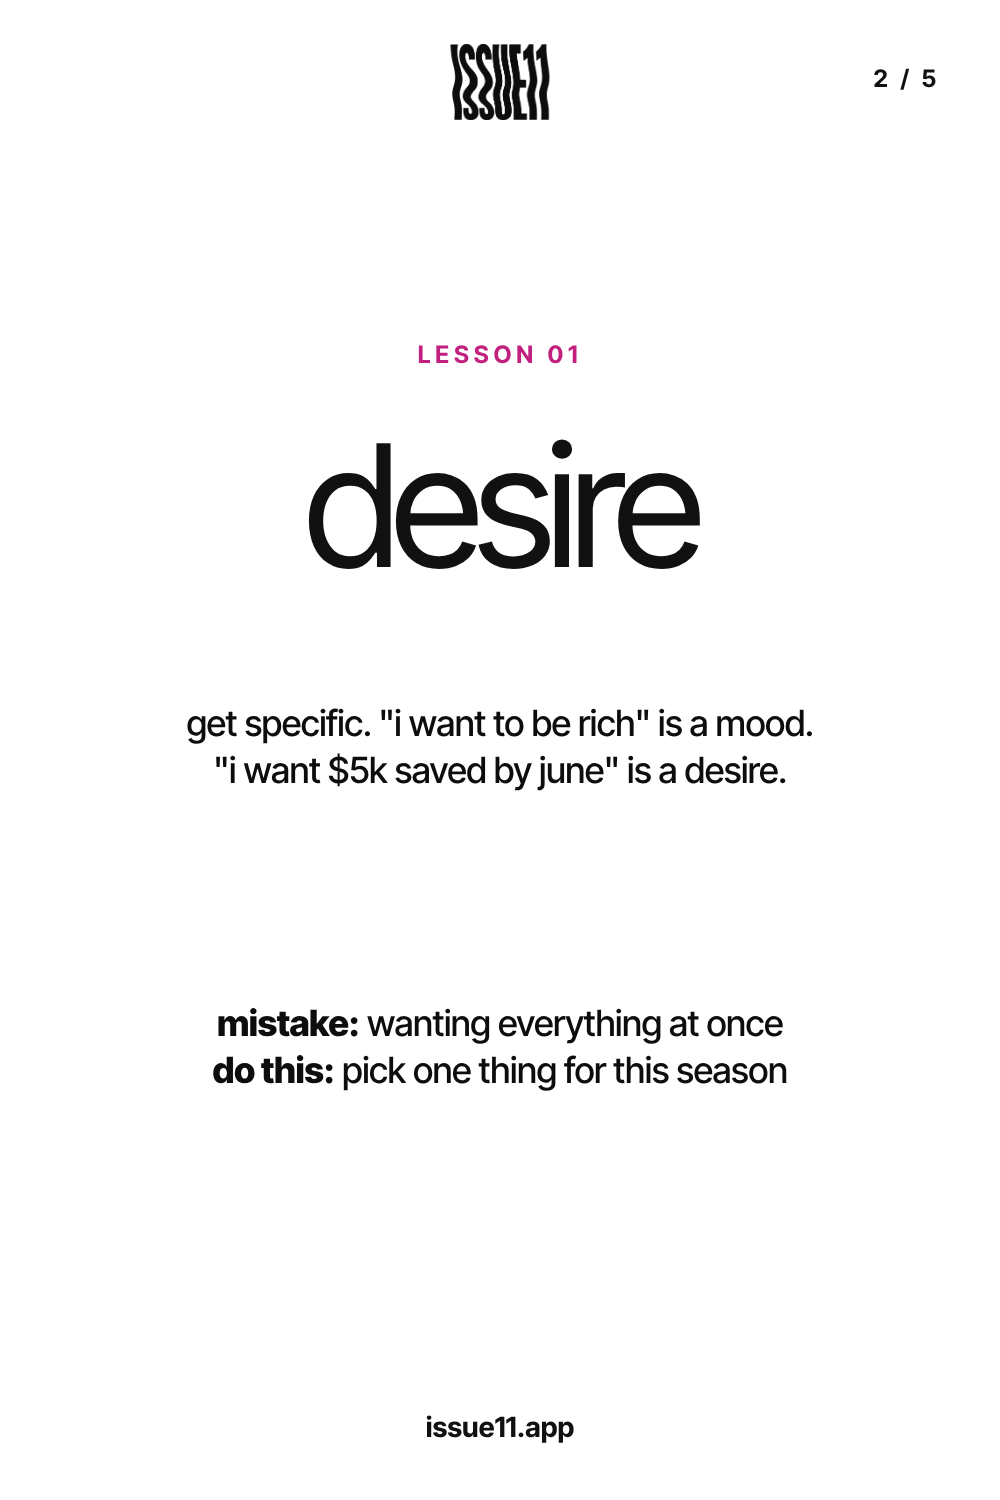 ISSUE11
2 / 5
LESSON 01
desire
get specific. "i want to be rich" is a mood.
"i want $5k saved by june" is a desire.
mistake: wanting everything at once
do this: pick one thing for this season
issue11.app